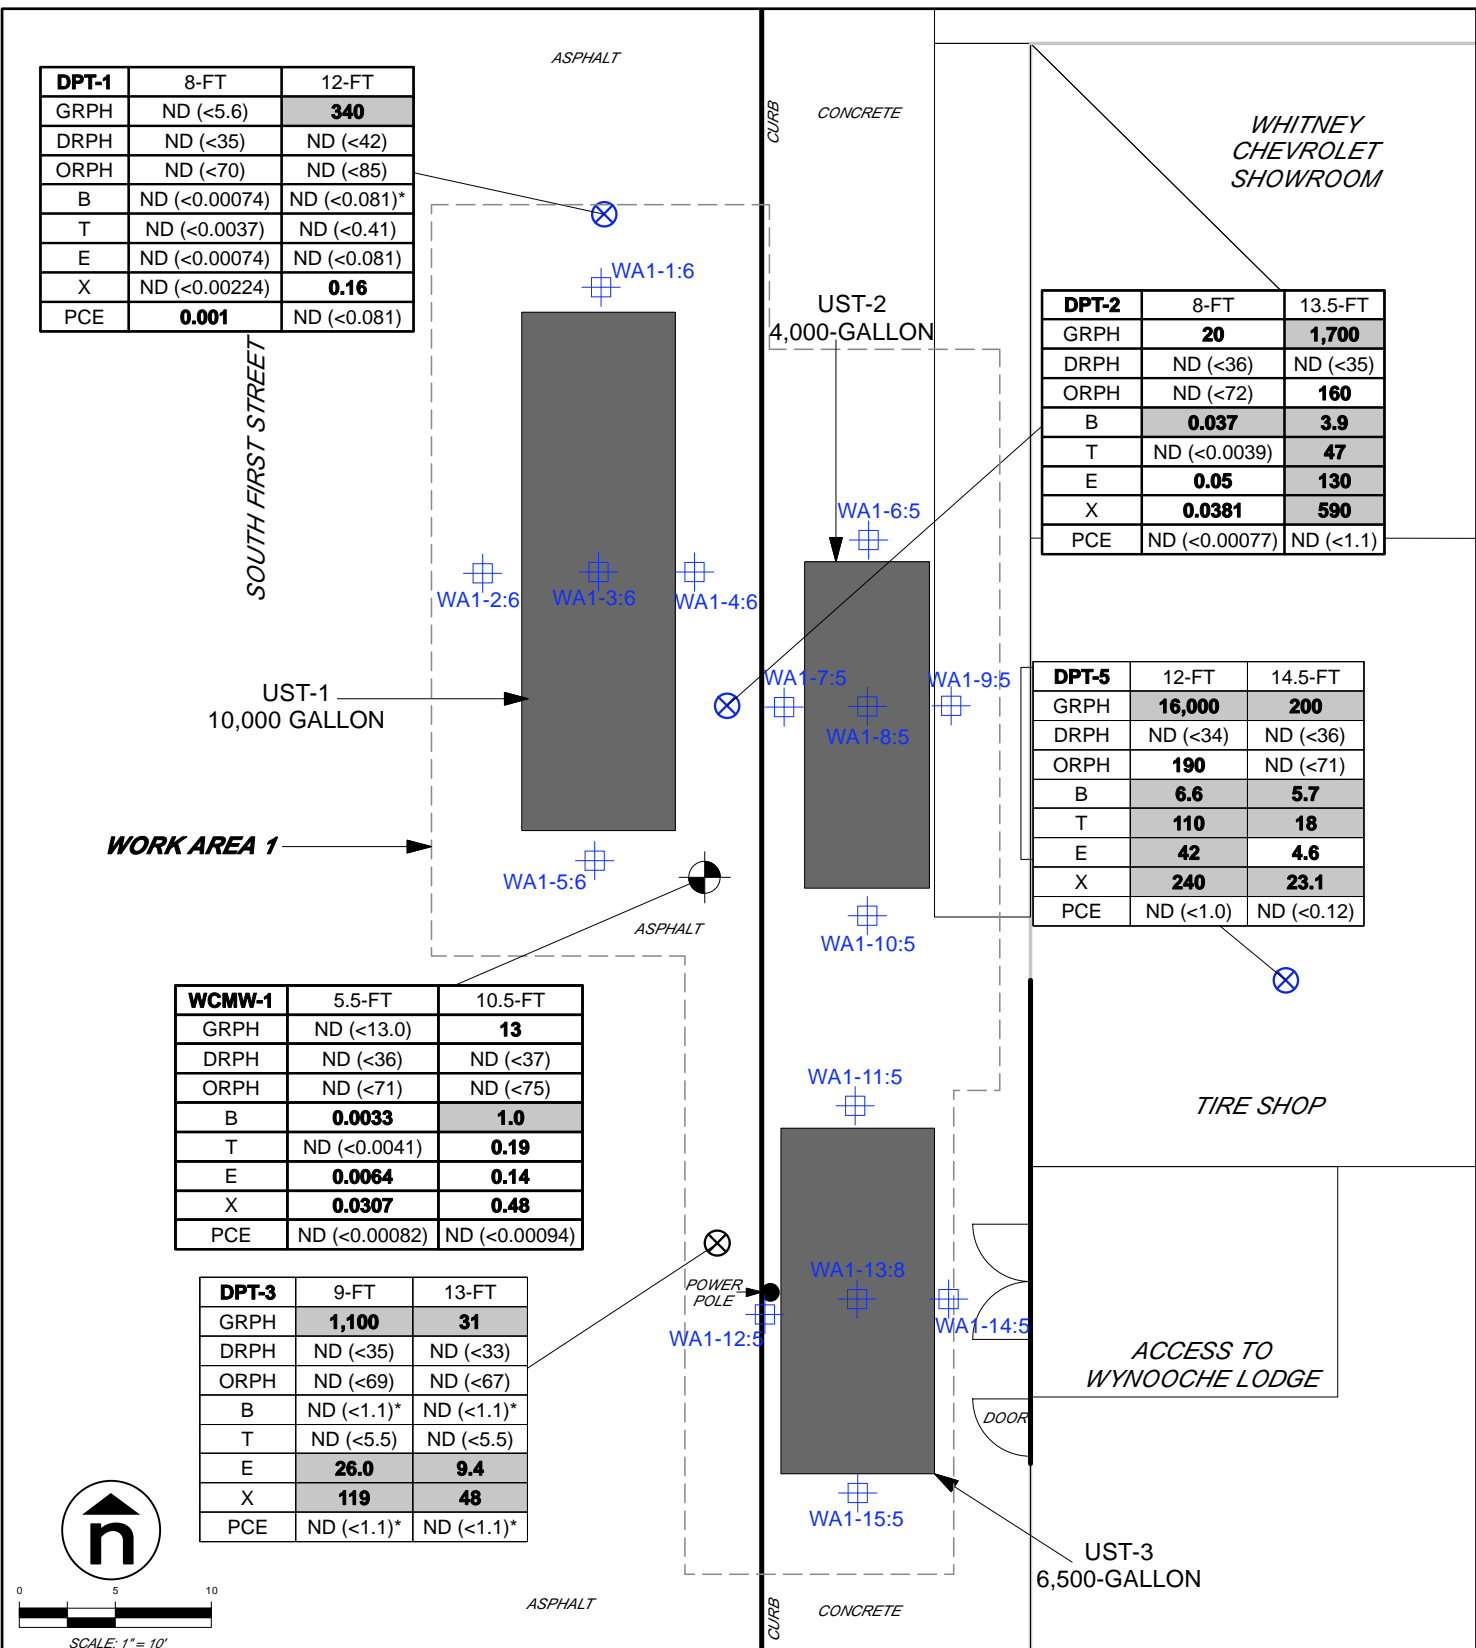 ASPHALT
CURB
CONCRETE
WHITNEY
CHEVROLET
SHOWROOM
DPT-1 8-FT 12-FT
GRPH ND (<5.6) 340
DRPH ND (<35) ND (<42)
ORPH ND (<70) ND (<85)
B ND (<0.00074) ND (<0.081)*
T ND (<0.0037) ND (<0.41)
E ND (<0.00074) ND (<0.081)
X ND (<0.00224) 0.16
PCE 0.001 ND (<0.081)
WA1-1:6
UST-2
4,000-GALLON
DPT-2 8-FT 13.5-FT
GRPH 20 1,700
DRPH ND (<36) ND (<35)
ORPH ND (<72) 160
B 0.037 3.9
T ND (<0.0039) 47
E 0.05 130
X 0.0381 590
PCE ND (<0.00077) ND (<1.1)
SOUTH FIRST STREET
WA1-6:5
WA1-2:6
WA1-3:6
WA1-4:6
UST-1
10,000 GALLON
WA1-7:5
WA1-8:5
WA1-9:5
DPT-5 12-FT 14.5-FT
GRPH 16,000 200
DRPH ND (<34) ND (<36)
ORPH 190 ND (<71)
B 6.6 5.7
T 110 18
E 42 4.6
X 240 23.1
PCE ND (<1.0) ND (<0.12)
WORK AREA 1
WA1-5:6
ASPHALT
WA1-10:5
WCMW-1 5.5-FT 10.5-FT
GRPH ND (<13.0) 13
DRPH ND (<36) ND (<37)
ORPH ND (<71) ND (<75)
B 0.0033 1.0
T ND (<0.0041) 0.19
E 0.0064 0.14
X 0.0307 0.48
PCE ND (<0.00082) ND (<0.00094)
WA1-11:5
TIRE SHOP
DPT-3 9-FT 13-FT
GRPH 1,100 31
DRPH ND (<35) ND (<33)
ORPH ND (<69) ND (<67)
B ND (<1.1)* ND (<1.1)*
T ND (<5.5) ND (<5.5)
E 26.0 9.4
X 119 48
PCE ND (<1.1)* ND (<1.1)*
POWER
POLE
WA1-12:5
WA1-13:8
WA1-14:5
ACCESS TO
WYNOOCHE LODGE
DOOR
WA1-15:5
UST-3
6,500-GALLON
n
0 5 10
SCALE: 1" = 10'
ASPHALT
CURB
CONCRETE